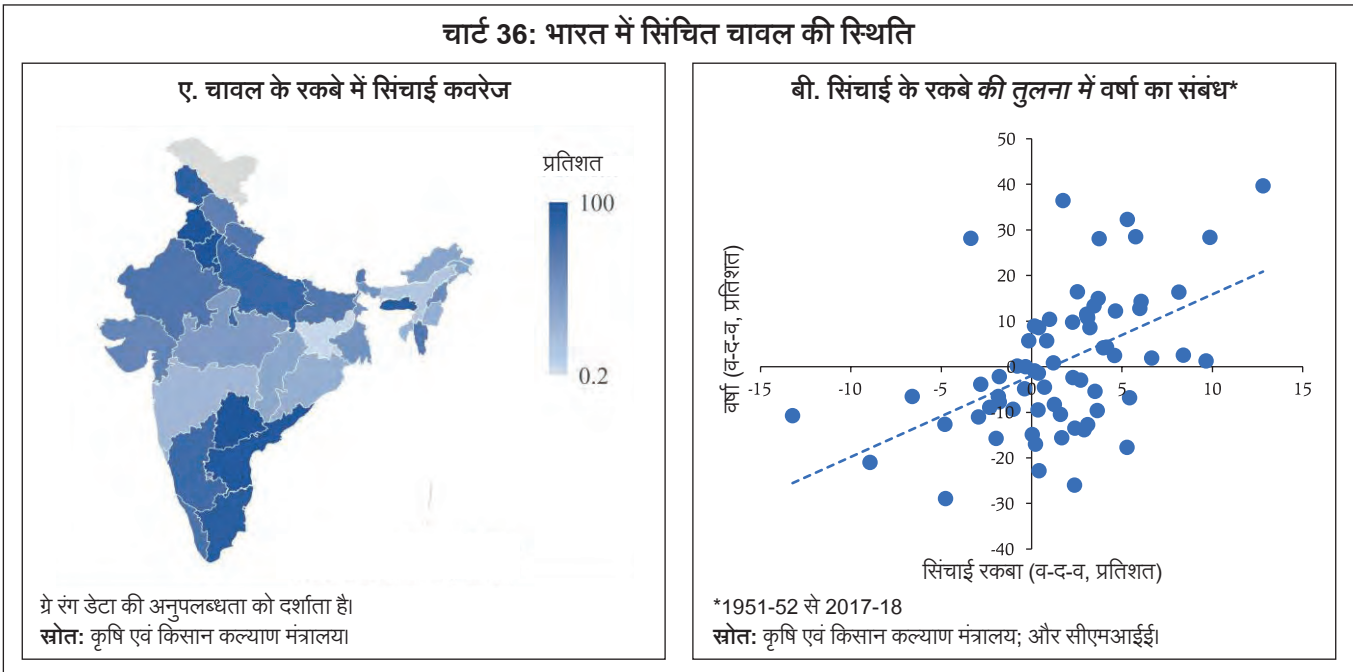 चार्ट 36: भारत में सिंचित चावल की स्थिति
ए. चावल के रकबे में सिंचाई कवरेज
प्रतिशत
100
0.2
ग्रे रंग डेटा की अनुपलब्धता को दर्शाता है।
स्रोत: कृषि एवं किसान कल्याण मंत्रालय।
बी. सिंचाई के रकबे की तुलना में वर्षा का संबंध*
वर्षा (व-द-व, प्रतिशत)
50
40
30
20
10
0
-10
-20
-30
-40
-15
-10
-5
0
5
10
15
सिंचाई रकबा (व-द-व, प्रतिशत)
*1951-52 से 2017-18
स्रोत: कृषि एवं किसान कल्याण मंत्रालय; और सीएमआईई।